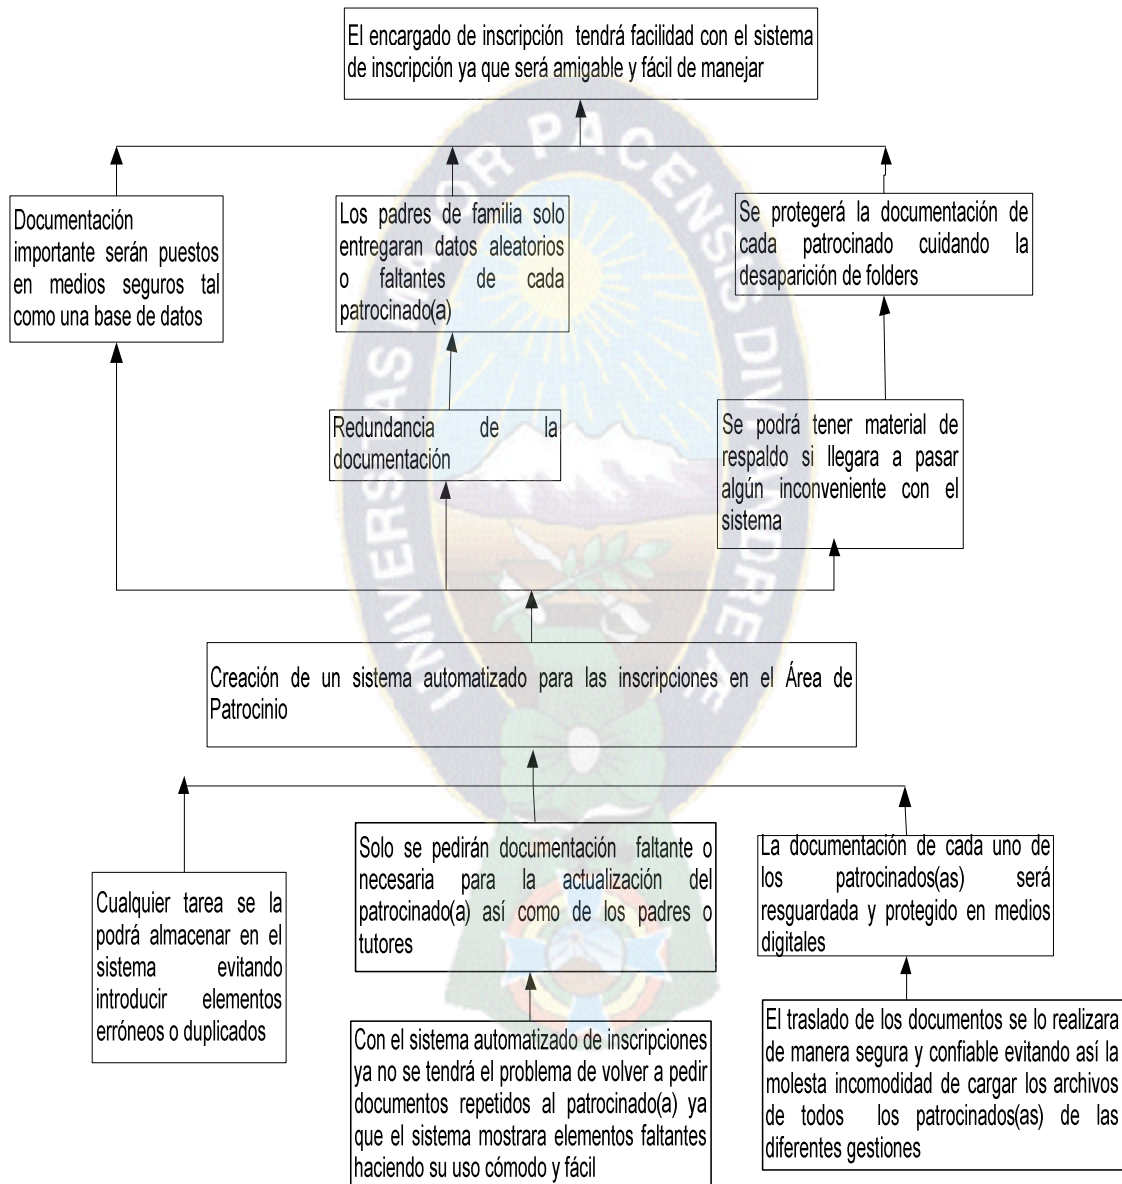 El encargado de inscripción tendrá facilidad con el sistema
de inscripción ya que será amigable y fácil de manejar
Documentación
importante serán puestos
en medios seguros tal
como una base de datos
Los padres de familia solo
entregaran datos aleatorios
o faltantes de cada
patrocinado(a)
Se protegerá la documentación de
cada patrocinado cuidando la
desaparición de folders
Redundancia de la
documentación
Se podrá tener material de
respaldo si llegara a pasar
algún inconveniente con el
sistema
Creación de un sistema automatizado para las inscripciones en el Área de
Patrocinio
Cualquier tarea se la
podrá almacenar en el
sistema evitando
introducir elementos
erróneos o duplicados
Solo se pedirán documentación faltante o
necesaria para la actualización del
patrocinado(a) así como de los padres o
tutores
La documentación de cada uno de
los patrocinados(as) será
resguardada y protegido en medios
digitales
Con el sistema automatizado de inscripciones
ya no se tendrá el problema de volver a pedir
documentos repetidos al patrocinado(a) ya
que el sistema mostrara elementos faltantes
haciendo su uso cómodo y fácil
El traslado de los documentos se lo realizara
de manera segura y confiable evitando así la
molesta incomodidad de cargar los archivos
de todos los patrocinados(as) de las
diferentes gestiones
UNIVERSITAS MAJOR PACENSIS DIVI ANDRE Æ